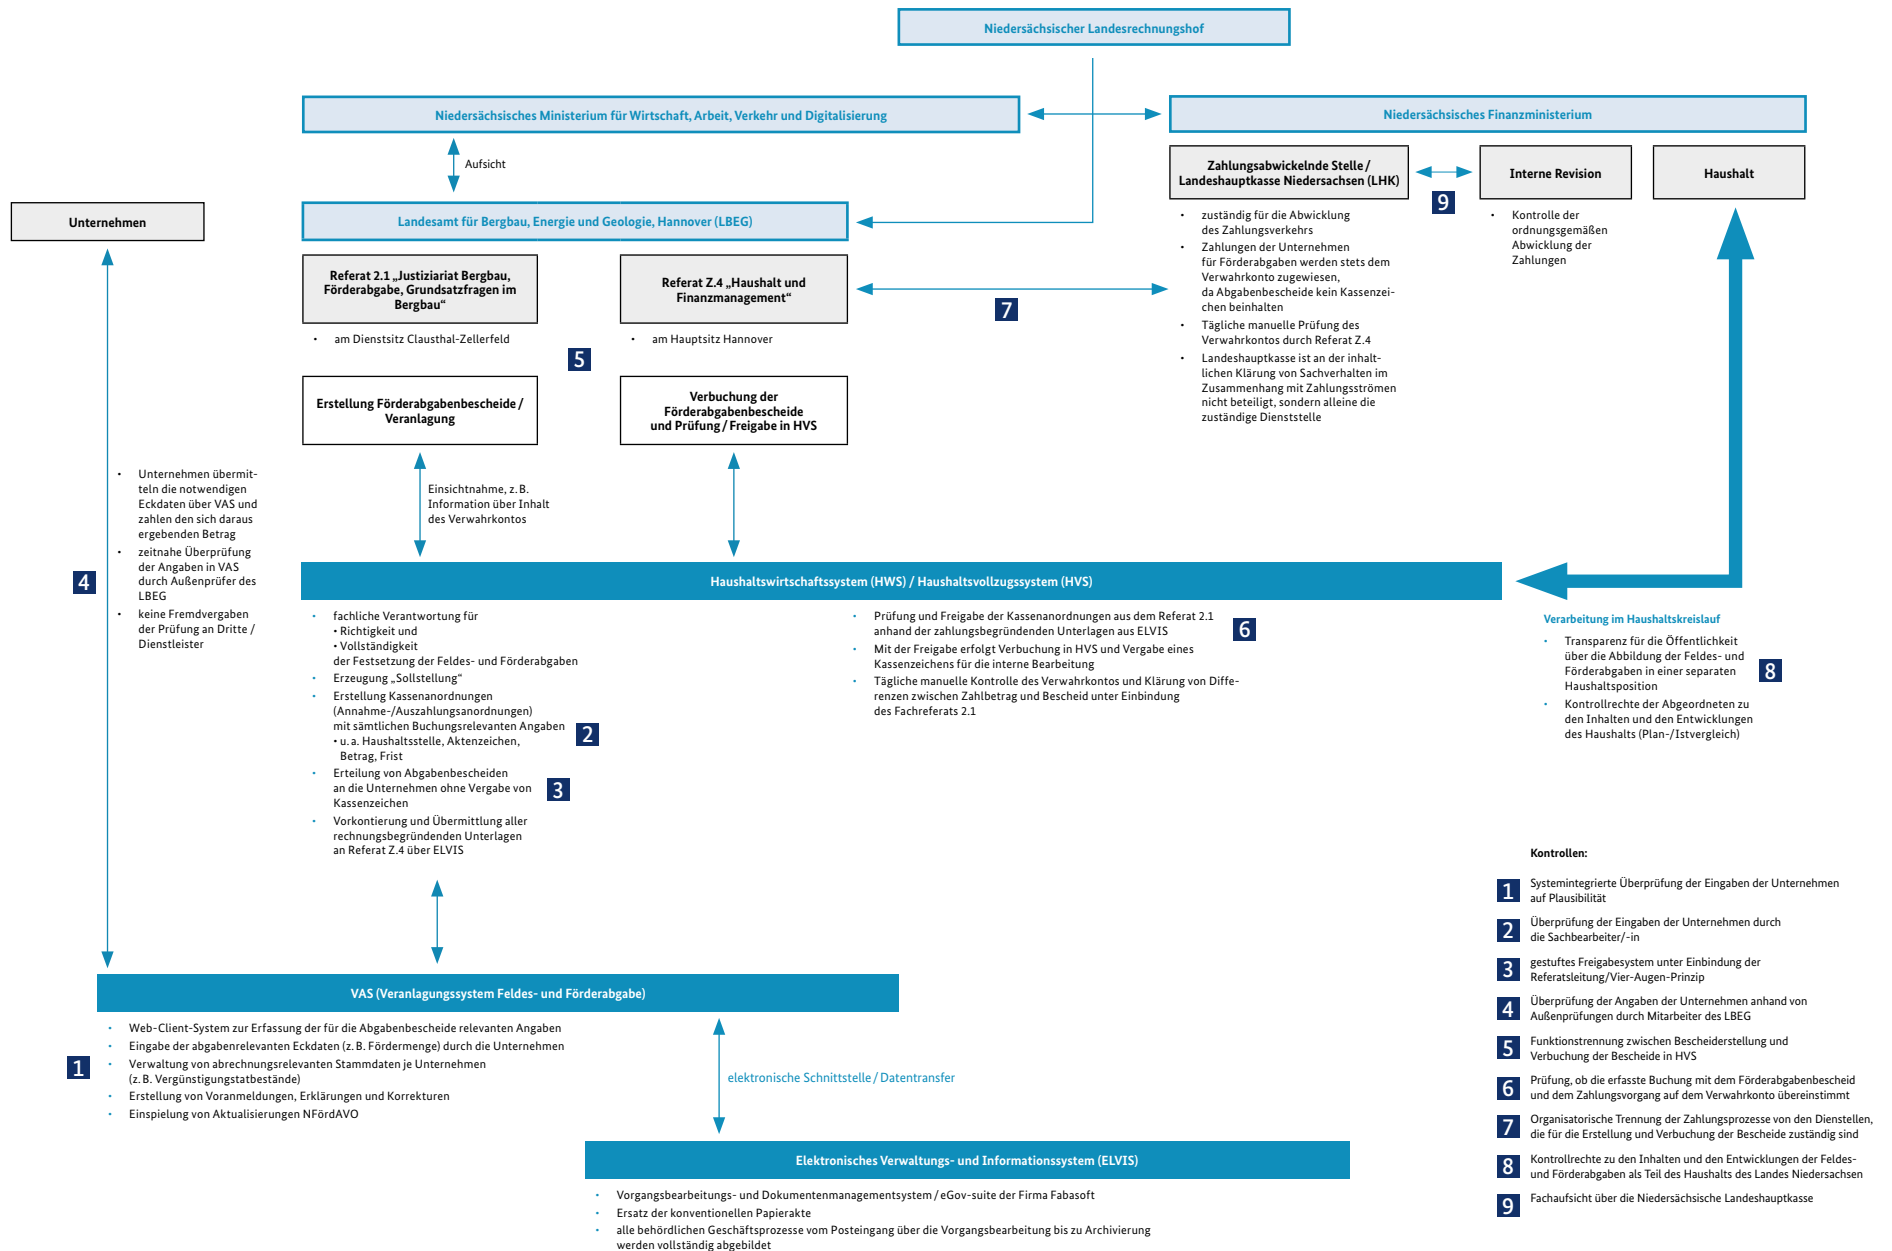 Niedersächsischer Landesrechnungshof
Niedersächsisches Ministerium für Wirtschaft, Arbeit, Verkehr und Digitalisierung
Niedersächsisches Finanzministerium
Aufsicht
Zahlungsabwickelnde Stelle /
Landeshauptkasse Niedersachsen (LHK)
9
Interne Revision
Haushalt
Unternehmen
Landesamt für Bergbau, Energie und Geologie, Hannover (LBEG)
• zuständig für die Abwicklung
des Zahlungsverkehrs
• Zahlungen der Unternehmen
für Förderabgaben werden stets dem
Verwahrkonto zugewiesen,
da Abgabenbescheide kein Kassenzei-
chen beinhalten
• Tägliche manuelle Prüfung des
Verwahrkontos durch Referat Z.4
• Landeshauptkasse ist an der inhalt-
lichen Klärung von Sachverhalten im
Zusammenhang mit Zahlungsströmen
nicht beteiligt, sondern alleine die
zuständige Dienststelle
• Kontrolle der
ordnungsgemäßen
Abwicklung der
Zahlungen
Referat 2.1 „Justiziariat Bergbau,
Förderabgabe, Grundsatzfragen im
Bergbau“
• am Dienstsitz Clausthal-Zellerfeld
Referat Z.4 „Haushalt und
Finanzmanagement“
• am Hauptsitz Hannover
7
5
Erstellung Förderabgabenbescheide /
Veranlagung
Verbuchung der
Förderabgabenbescheide
und Prüfung / Freigabe in HVS
Einsichtnahme, z. B.
Information über Inhalt
des Verwahrkontos
4
• Unternehmen übermit-
teln die notwendigen
Eckdaten über VAS und
zahlen den sich daraus
ergebenden Betrag
• zeitnahe Überprüfung
der Angaben in VAS
durch Außenprüfer des
LBEG
• keine Fremdvergaben
der Prüfung an Dritte /
Dienstleister
Haushaltswirtschaftssystem (HWS) / Haushaltsvollzugssystem (HVS)
• fachliche Verantwortung für
• Richtigkeit und
• Vollständigkeit
der Festsetzung der Feldes- und Förderabgaben
• Erzeugung „Sollstellung“
• Erstellung Kassenanordnungen
(Annahme-/Auszahlungsanordnungen)
mit sämtlichen Buchungsrelevanten Angaben
• u. a. Haushaltsstelle, Aktenzeichen,
Betrag, Frist
2
• Erteilung von Abgabenbescheiden
an die Unternehmen ohne Vergabe von
Kassenzeichen
3
• Vorkontierung und Übermittlung aller
rechnungsbegründenden Unterlagen
an Referat Z.4 über ELVIS
• Prüfung und Freigabe der Kassenanordnungen aus dem Referat 2.1
anhand der zahlungsbegründenden Unterlagen aus ELVIS
6
• Mit der Freigabe erfolgt Verbuchung in HVS und Vergabe eines
Kassenzeichens für die interne Bearbeitung
• Tägliche manuelle Kontrolle des Verwahrkontos und Klärung von Diffe-
renzen zwischen Zahlbetrag und Bescheid unter Einbindung
des Fachreferats 2.1
Verarbeitung im Haushaltskreislauf
• Transparenz für die Öffentlichkeit
über die Abbildung der Feldes- und
Förderabgaben in einer separaten
Haushaltsposition
8
• Kontrollrechte der Abgeordneten zu
den Inhalten und den Entwicklungen
des Haushalts (Plan-/Istvergleich)
VAS (Veranlagungssystem Feldes- und Förderabgabe)
1
• Web-Client-System zur Erfassung der für die Abgabenbescheide relevanten Angaben
• Eingabe der abgabenrelevanten Eckdaten (z. B. Fördermenge) durch die Unternehmen
• Verwaltung von abrechnungsrelevanten Stammdaten je Unternehmen
(z. B. Vergünstigungstatbestände)
• Erstellung von Voranmeldungen, Erklärungen und Korrekturen
• Einspielung von Aktualisierungen NFördAVO
elektronische Schnittstelle / Datentransfer
Elektronisches Verwaltungs- und Informationssystem (ELVIS)
• Vorgangsbearbeitungs- und Dokumentenmanagementsystem / eGov-suite der Firma Fabasoft
• Ersatz der konventionellen Papierakte
• alle behördlichen Geschäftsprozesse vom Posteingang über die Vorgangsbearbeitung bis zu Archivierung
werden vollständig abgebildet
Kontrollen:
1 Systemintegrierte Überprüfung der Eingaben der Unternehmen
auf Plausibilität
2 Überprüfung der Eingaben der Unternehmen durch
die Sachbearbeiter/-in
3 gestuftes Freigabesystem unter Einbindung der
Referatsleitung/Vier-Augen-Prinzip
4 Überprüfung der Angaben der Unternehmen anhand von
Außenprüfungen durch Mitarbeiter des LBEG
5 Funktionstrennung zwischen Bescheiderstellung und
Verbuchung der Bescheide in HVS
6 Prüfung, ob die erfasste Buchung mit dem Förderabgabenbescheid
und dem Zahlungsvorgang auf dem Verwahrkonto übereinstimmt
7 Organisatorische Trennung der Zahlungsprozesse von den Dienstellen,
die für die Erstellung und Verbuchung der Bescheide zuständig sind
8 Kontrollrechte zu den Inhalten und den Entwicklungen der Feldes-
und Förderabgaben als Teil des Haushalts des Landes Niedersachsen
9 Fachaufsicht über die Niedersächsische Landeshauptkasse